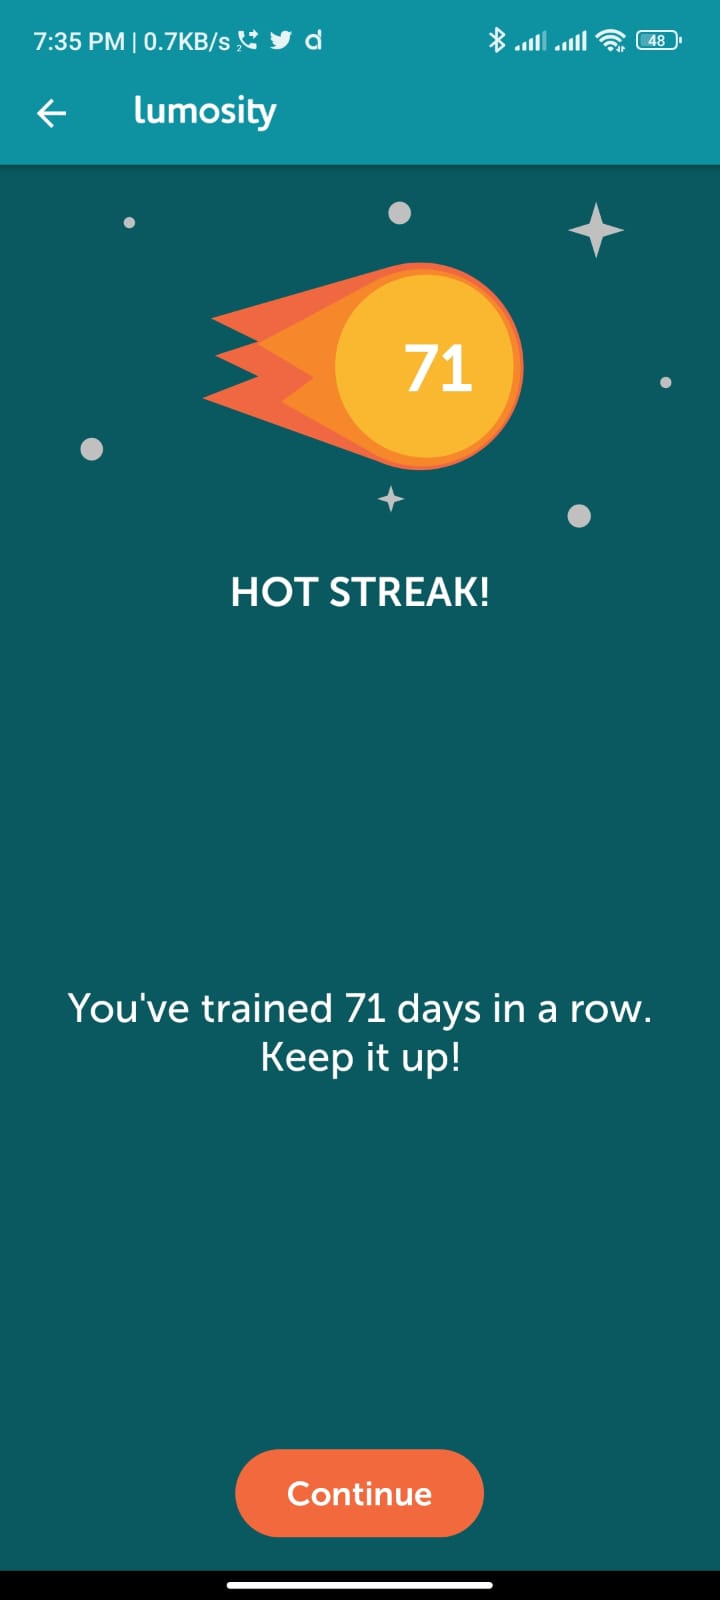 7:35 PM | 0.7KB/s 2 d 48
lumosity
71
HOT STREAK!
You've trained 71 days in a row.
Keep it up!
Continue